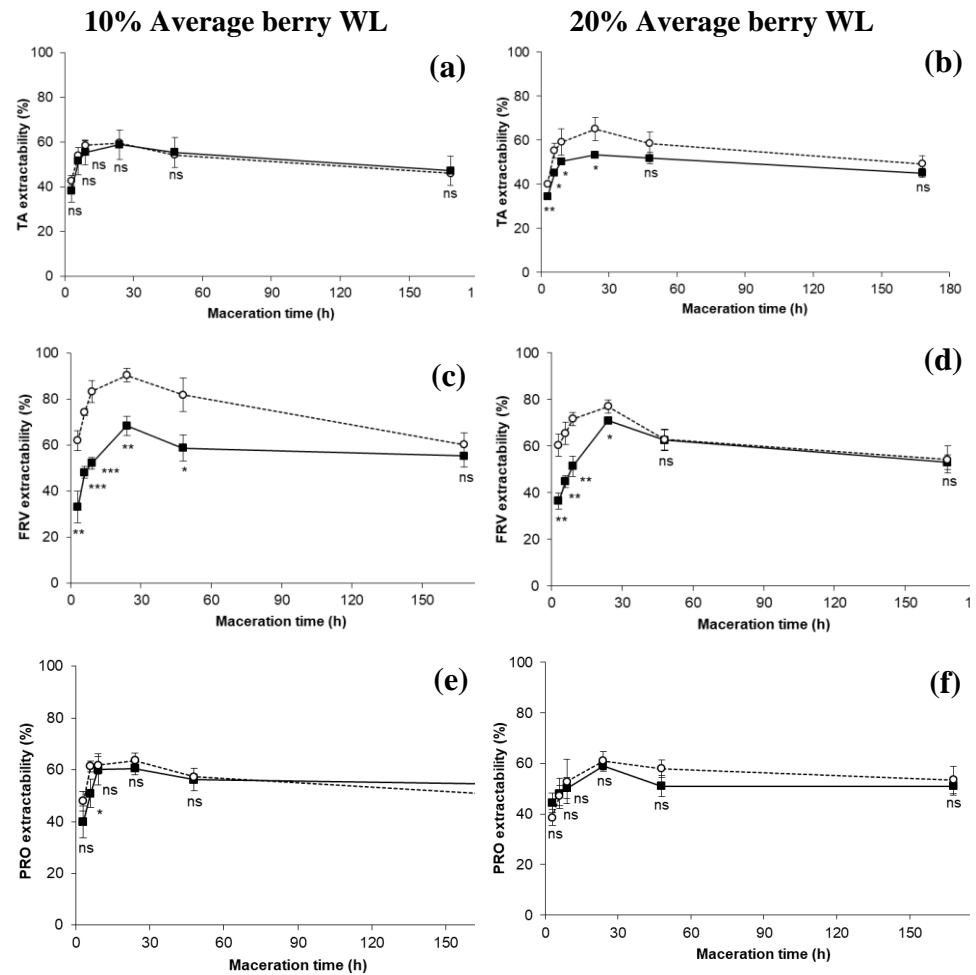 10% Average berry WL
20% Average berry WL
(a)
TA extractability (%)
100
80
60
40
20
0
ns
ns
ns
ns
ns
ns
0 30 60 90 120 150 1
Maceration time (h)
(b)
TA extractability (%)
100
80
60
40
20
0
**
*
*
*
ns
ns
0 30 60 90 120 150 180
Maceration time (h)
(c)
FRV extractability (%)
100
80
60
40
20
0
**
***
***
**
*
ns
0 30 60 90 120 150
Maceration time (h)
(d)
FRV extractability (%)
100
80
60
40
20
0
**
**
**
*
ns
ns
0 30 60 90 120 150 1
Maceration time (h)
(e)
PRO extractability (%)
100
80
60
40
20
0
ns
*
ns
ns
ns
0 30 60 90 120 150
Maceration time (h)
(f)
PRO extractability (%)
100
80
60
40
20
0
ns
ns
ns
ns
ns
ns
0 30 60 90 120 150
Maceration time (h)